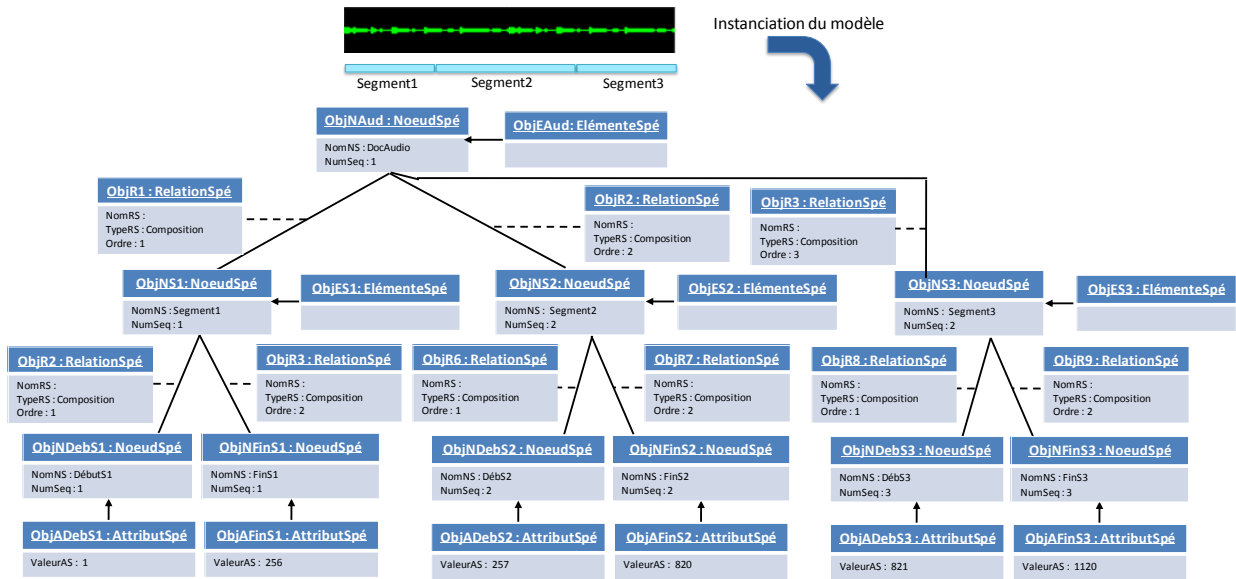 Instanciation du modèle
Segment1
Segment2
Segment3
ObjNAud : NoeudSpé
NomNS : DocAudio
NumSeq : 1
ObjEAud: ElémenteSpé
ObjR1 : RelationSpé
NomRS :
TypeRS : Composition
Ordre : 1
ObjR2 : RelationSpé
NomRS :
TypeRS : Composition
Ordre : 2
ObjR3 : RelationSpé
NomRS :
TypeRS : Composition
Ordre : 3
ObjNS1: NoeudSpé
NomNS : Segment1
NumSeq : 1
ObjES1: ElémenteSpé
ObjNS2: NoeudSpé
NomNS : Segment2
NumSeq : 2
ObjES2: ElémenteSpé
ObjNS3: NoeudSpé
NomNS : Segment3
NumSeq : 2
ObjES3: ElémenteSpé
ObjR2 : RelationSpé
NomRS :
TypeRS : Composition
Ordre : 1
ObjR3 : RelationSpé
NomRS :
TypeRS : Composition
Ordre : 2
ObjR6 : RelationSpé
NomRS :
TypeRS : Composition
Ordre : 1
ObjR7 : RelationSpé
NomRS :
TypeRS : Composition
Ordre : 2
ObjR8 : RelationSpé
NomRS :
TypeRS : Composition
Ordre : 1
ObjR9 : RelationSpé
NomRS :
TypeRS : Composition
Ordre : 2
ObjNDebS1 : NoeudSpé
NomNS : DébutS1
NumSeq : 1
ObjNFinS1 : NoeudSpé
NomNS : FinS1
NumSeq : 1
ObjNDebS2 : NoeudSpé
NomNS : DébS2
NumSeq : 2
ObjNFinS2 : NoeudSpé
NomNS : FinS2
NumSeq : 2
ObjNDebS3 : NoeudSpé
NomNS : DébS3
NumSeq : 3
ObjNFinS3 : NoeudSpé
NomNS : FinS3
NumSeq : 3
ObjADebS1 : AttributSpé
ValeurAS : 1
ObjAFinS1 : AttributSpé
ValeurAS : 256
ObjADebS2 : AttributSpé
ValeurAS : 257
ObjAFinS2 : AttributSpé
ValeurAS : 820
ObjADebS3 : AttributSpé
ValeurAS : 821
ObjAFinS3 : AttributSpé
ValeurAS : 1120